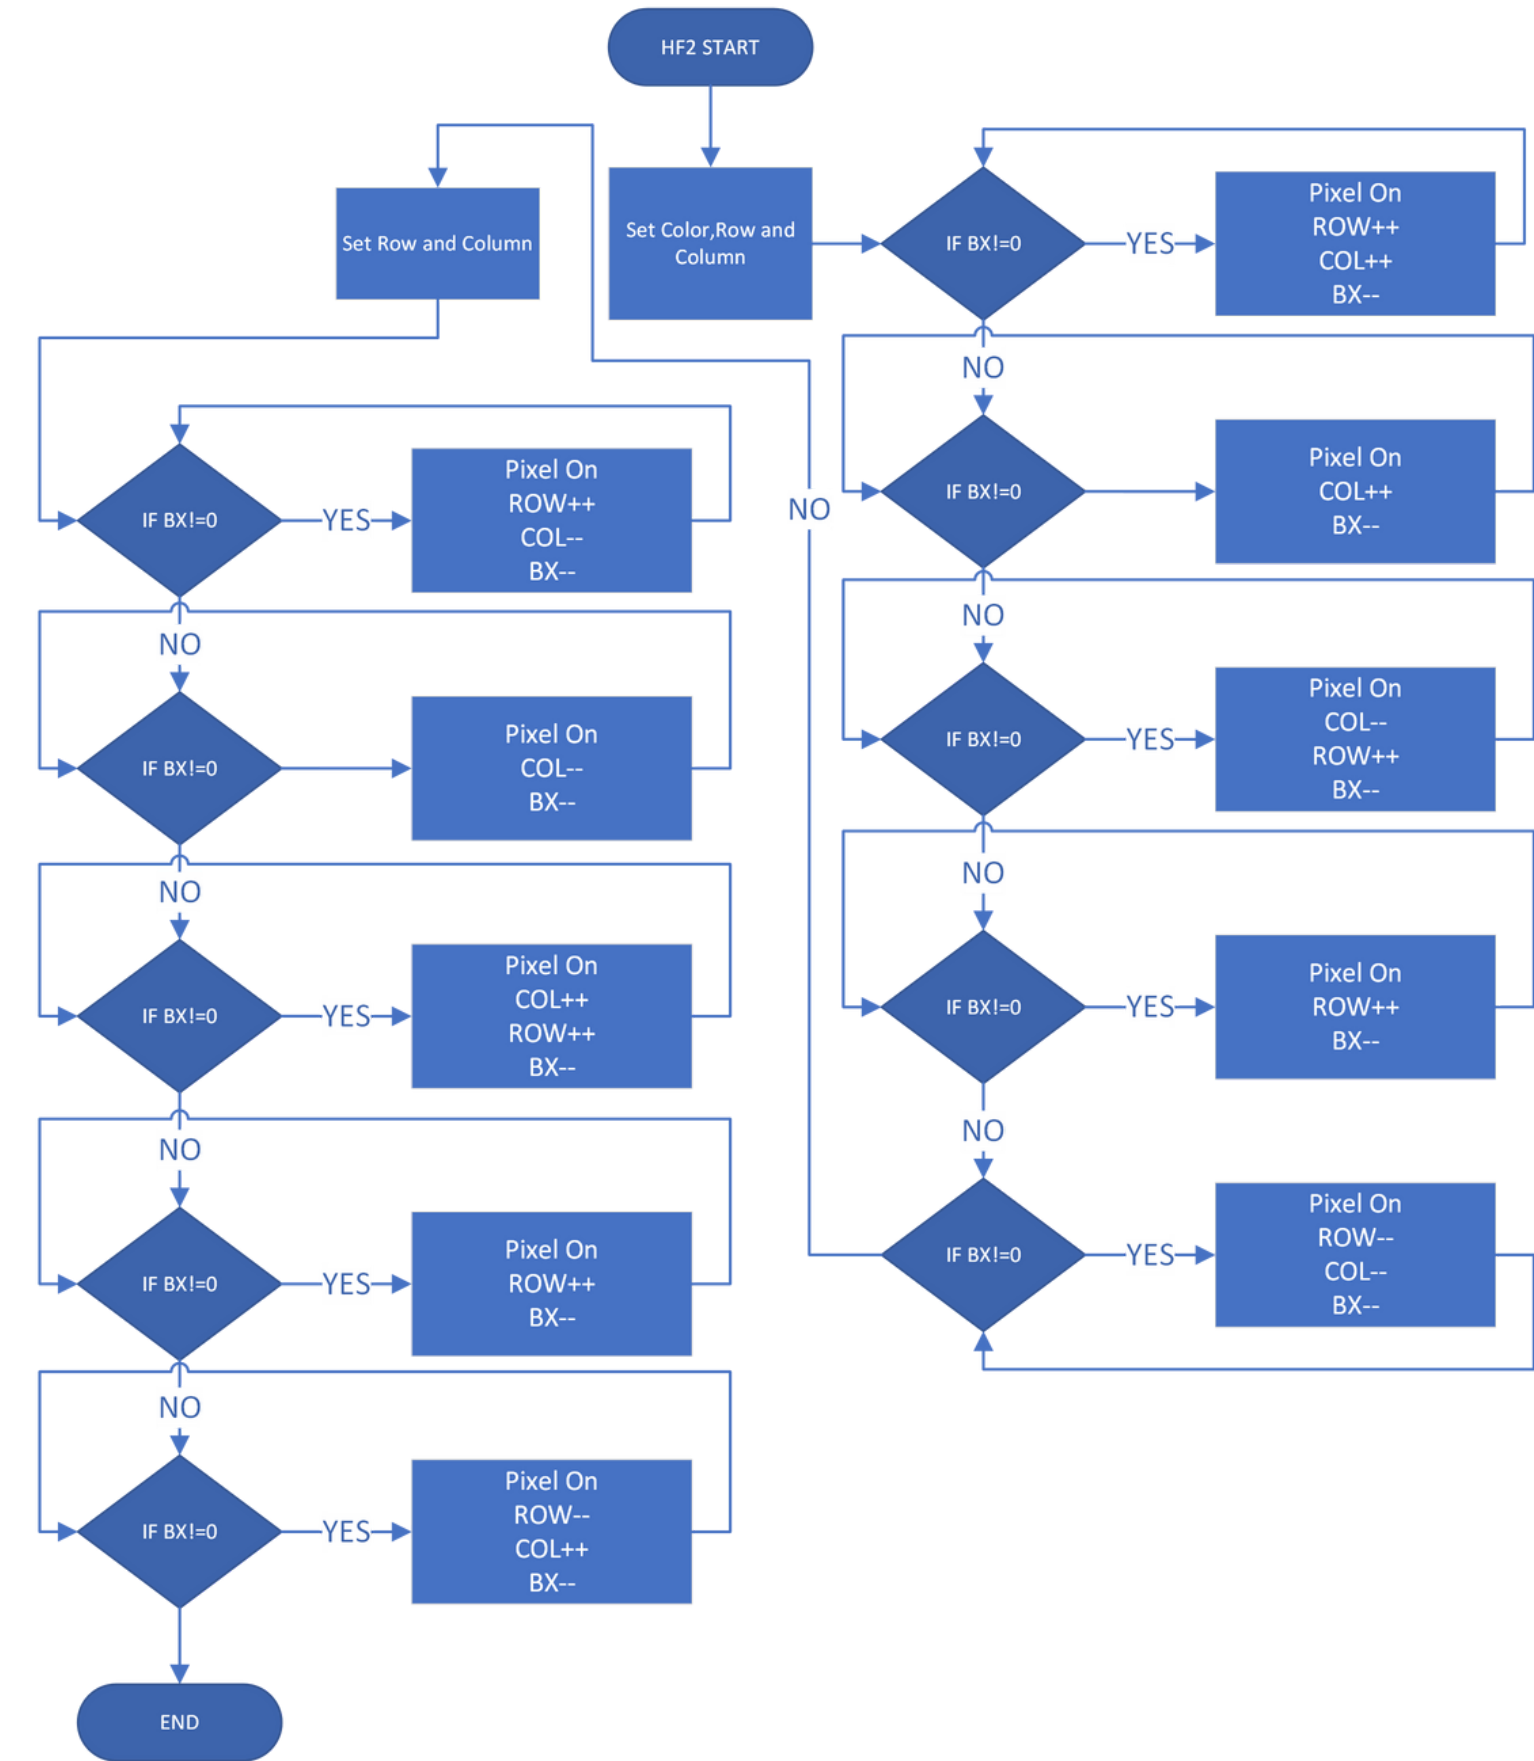 HF2 START
Set Color,Row and
Column
IF BX!=0
YES
Pixel On
ROW++
COL++
BX--
NO
IF BX!=0
Pixel On
COL++
BX--
NO
IF BX!=0
YES
Pixel On
COL--
ROW++
BX--
NO
IF BX!=0
YES
Pixel On
ROW++
BX--
NO
IF BX!=0
YES
Pixel On
ROW--
COL--
BX--
NO
Set Row and Column
IF BX!=0
YES
Pixel On
ROW++
COL--
BX--
NO
IF BX!=0
Pixel On
COL--
BX--
NO
IF BX!=0
YES
Pixel On
COL++
ROW++
BX--
NO
IF BX!=0
YES
Pixel On
ROW++
BX--
NO
IF BX!=0
YES
Pixel On
ROW--
COL++
BX--
END